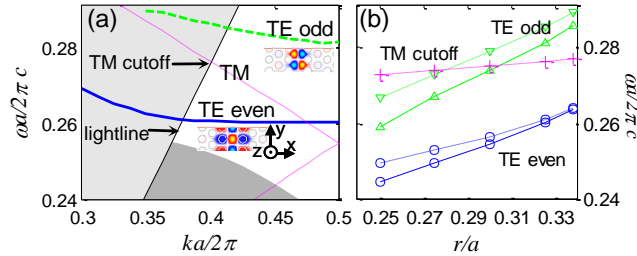 (a)
TM cutoff
TM
TE odd
TE even
lightline
y
z
x
0.28
0.26
0.24
ωa/2π c
0.3
0.35
0.4
0.45
0.5
ka/2π
(b)
TE odd
TM cutoff
TE even
0.28
0.26
0.24
ωa/2π c
0.25
0.27
0.29
0.31
0.33
r/a